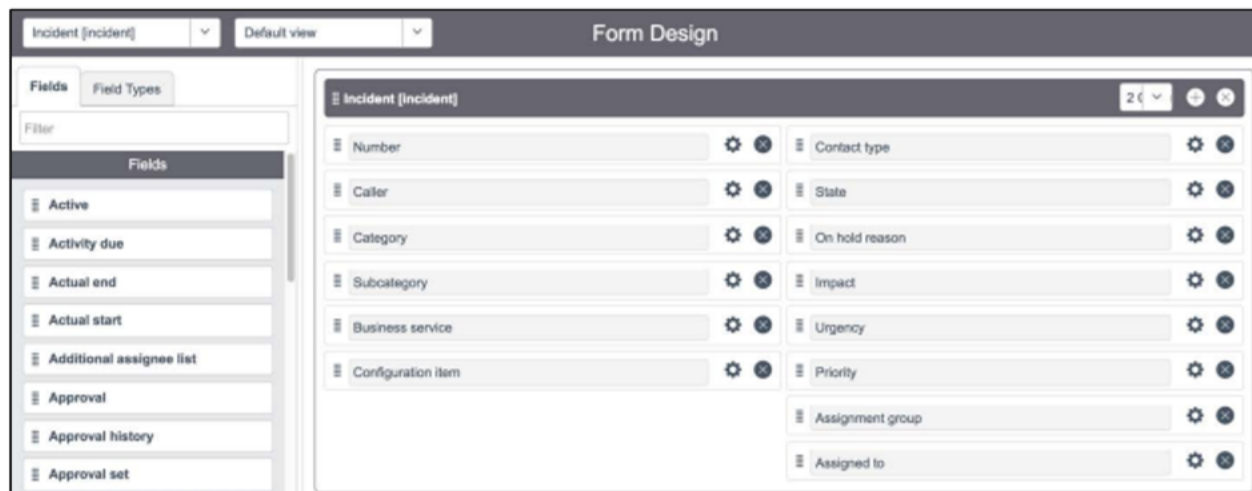 Incident [incident] Default view Form Design
Fields Field Types
Filter
Fields
Active
Activity due
Actual end
Actual start
Additional assignee list
Approval
Approval history
Approval set
Incident [incident] 2
Number Contact type
Caller State
Category On hold reason
Subcategory Impact
Business service Urgency
Configuration item Priority
Assignment group
Assigned to